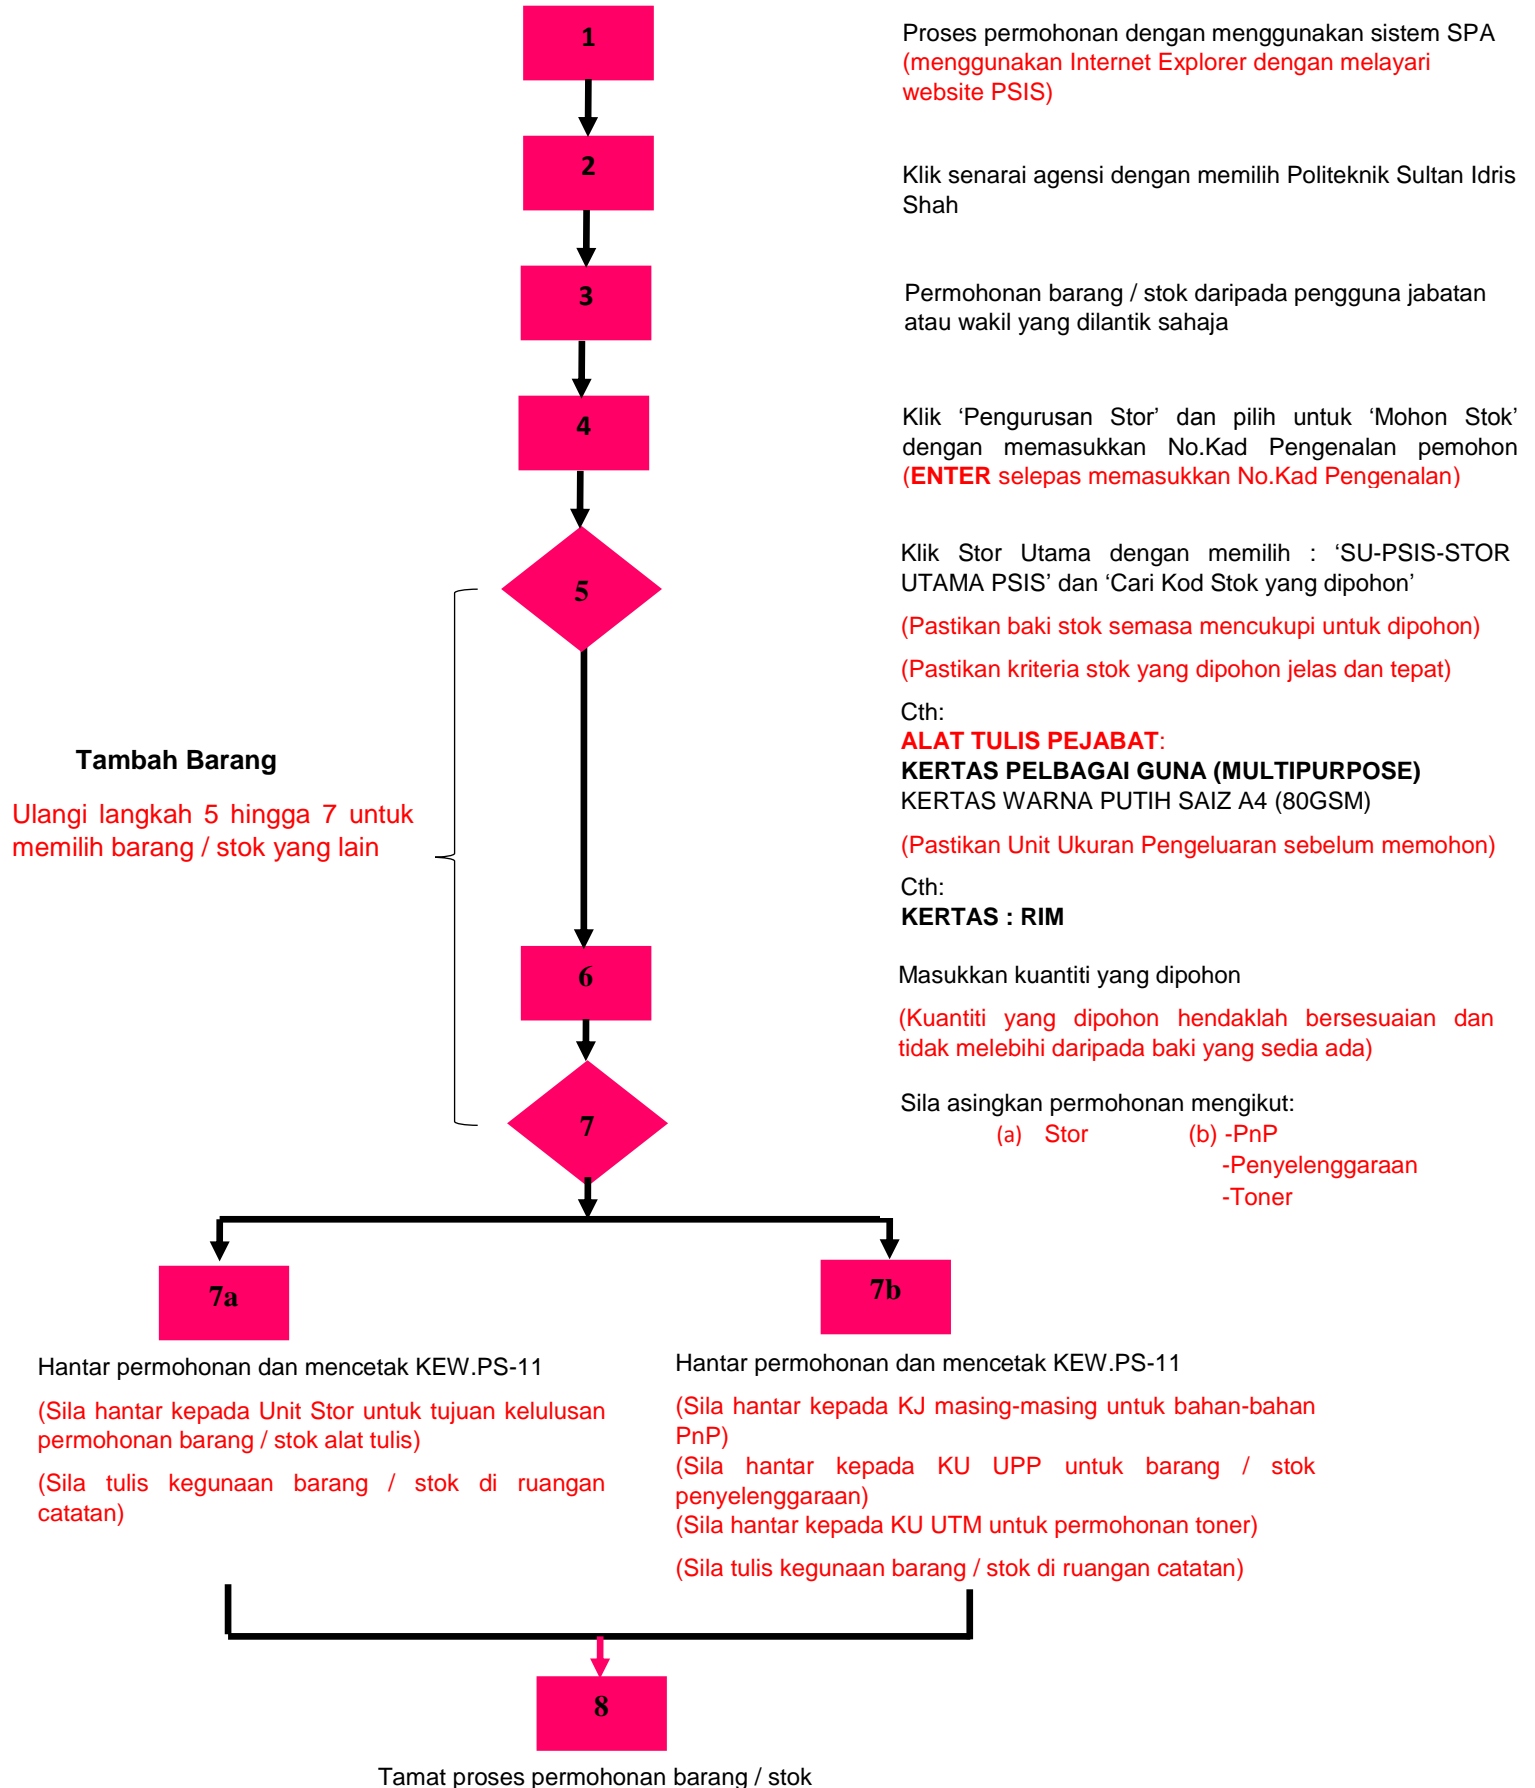 1
Proses permohonan dengan menggunakan sistem SPA
(menggunakan Internet Explorer dengan melayari
website PSIS)
2
Klik senarai agensi dengan memilih Politeknik Sultan Idris
Shah
3
Permohonan barang / stok daripada pengguna jabatan
atau wakil yang dilantik sahaja
4
Klik ‘Pengurusan Stor’ dan pilih untuk ‘Mohon Stok’
dengan memasukkan No.Kad Pengenalan pemohon
(ENTER selepas memasukkan No.Kad Pengenalan)
5
Klik Stor Utama dengan memilih : ‘SU-PSIS-STOR
UTAMA PSIS’ dan ‘Cari Kod Stok yang dipohon’
(Pastikan baki stok semasa mencukupi untuk dipohon)
(Pastikan kriteria stok yang dipohon jelas dan tepat)
Cth:
ALAT TULIS PEJABAT:
KERTAS PELBAGAI GUNA (MULTIPURPOSE)
KERTAS WARNA PUTIH SAIZ A4 (80GSM)
(Pastikan Unit Ukuran Pengeluaran sebelum memohon)
Cth:
KERTAS : RIM
Tambah Barang
Ulangi langkah 5 hingga 7 untuk
memilih barang / stok yang lain
6
Masukkan kuantiti yang dipohon
(Kuantiti yang dipohon hendaklah bersesuaian dan
tidak melebihi daripada baki yang sedia ada)
7
Sila asingkan permohonan mengikut:
(a) Stor (b) -PnP
-Penyelenggaraan
-Toner
7a
Hantar permohonan dan mencetak KEW.PS-11
(Sila hantar kepada Unit Stor untuk tujuan kelulusan
permohonan barang / stok alat tulis)
(Sila tulis kegunaan barang / stok di ruangan
catatan)
7b
Hantar permohonan dan mencetak KEW.PS-11
(Sila hantar kepada KJ masing-masing untuk bahan-bahan
PnP)
(Sila hantar kepada KU UPP untuk barang / stok
penyelenggaraan)
(Sila hantar kepada KU UTM untuk permohonan toner)
(Sila tulis kegunaan barang / stok di ruangan catatan)
8
Tamat proses permohonan barang / stok